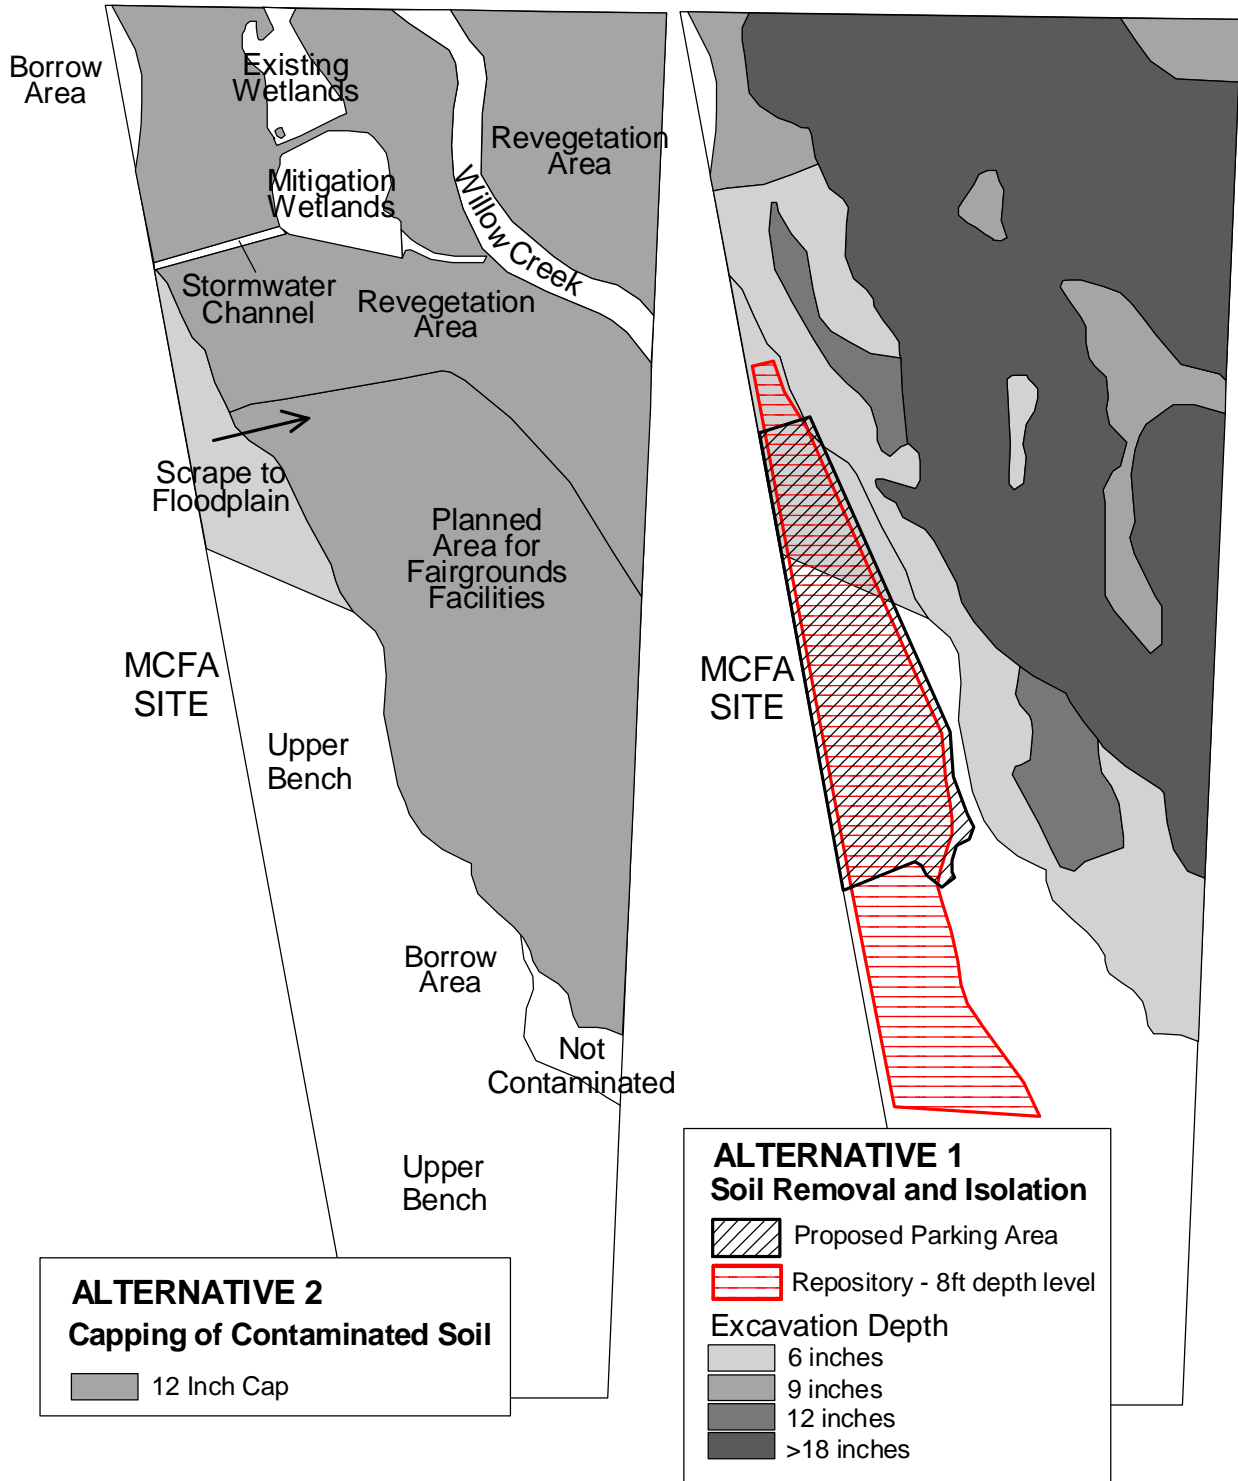 Borrow
Area
Existing
Wetlands
Revegetation
Area
Mitigation
Wetlands
Willow Creek
Stormwater
Channel
Revegetation
Area
Scrape to
Floodplain
Planned
Area for
Fairgrounds
Facilities
MCFA
SITE
Upper
Bench
Borrow
Area
Not
Contaminated
Upper
Bench
ALTERNATIVE 2
Capping of Contaminated Soil
12 Inch Cap
MCFA
SITE
ALTERNATIVE 1
Soil Removal and Isolation
Proposed Parking Area
Repository - 8ft depth level
Excavation Depth
6 inches
9 inches
12 inches
>18 inches